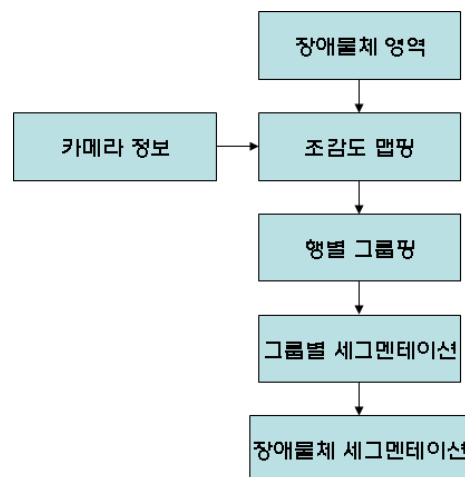 장애물체 영역
카메라 정보
조감도 맵핑
행별 그룹핑
그룹별 세그멘테이션
장애물체 세그멘테이션